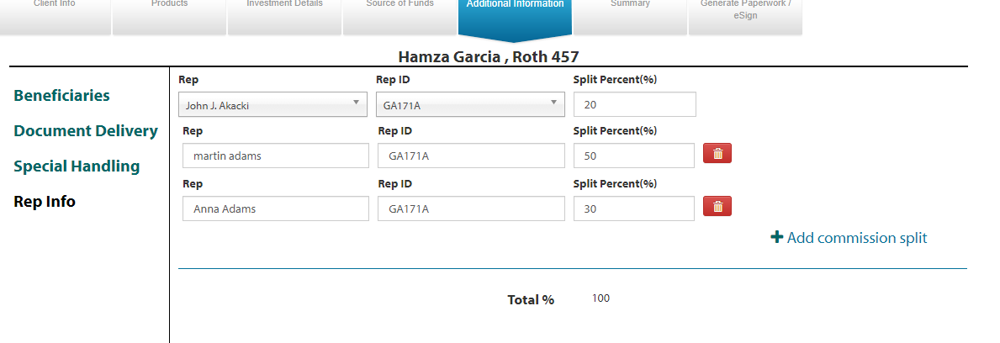 Client Info Products Investment Details Source of Funds Additional Information Summary Generate Paperwork /
eSign
Hamza Garcia , Roth 457
Beneficiaries
Document Delivery
Special Handling
Rep Info
Rep Rep ID Split Percent(%)
John J. Akacki GA171A 20
Rep Rep ID Split Percent(%)
martin adams GA171A 50
Rep Rep ID Split Percent(%)
Anna Adams GA171A 30
Add commission split
Total % 100